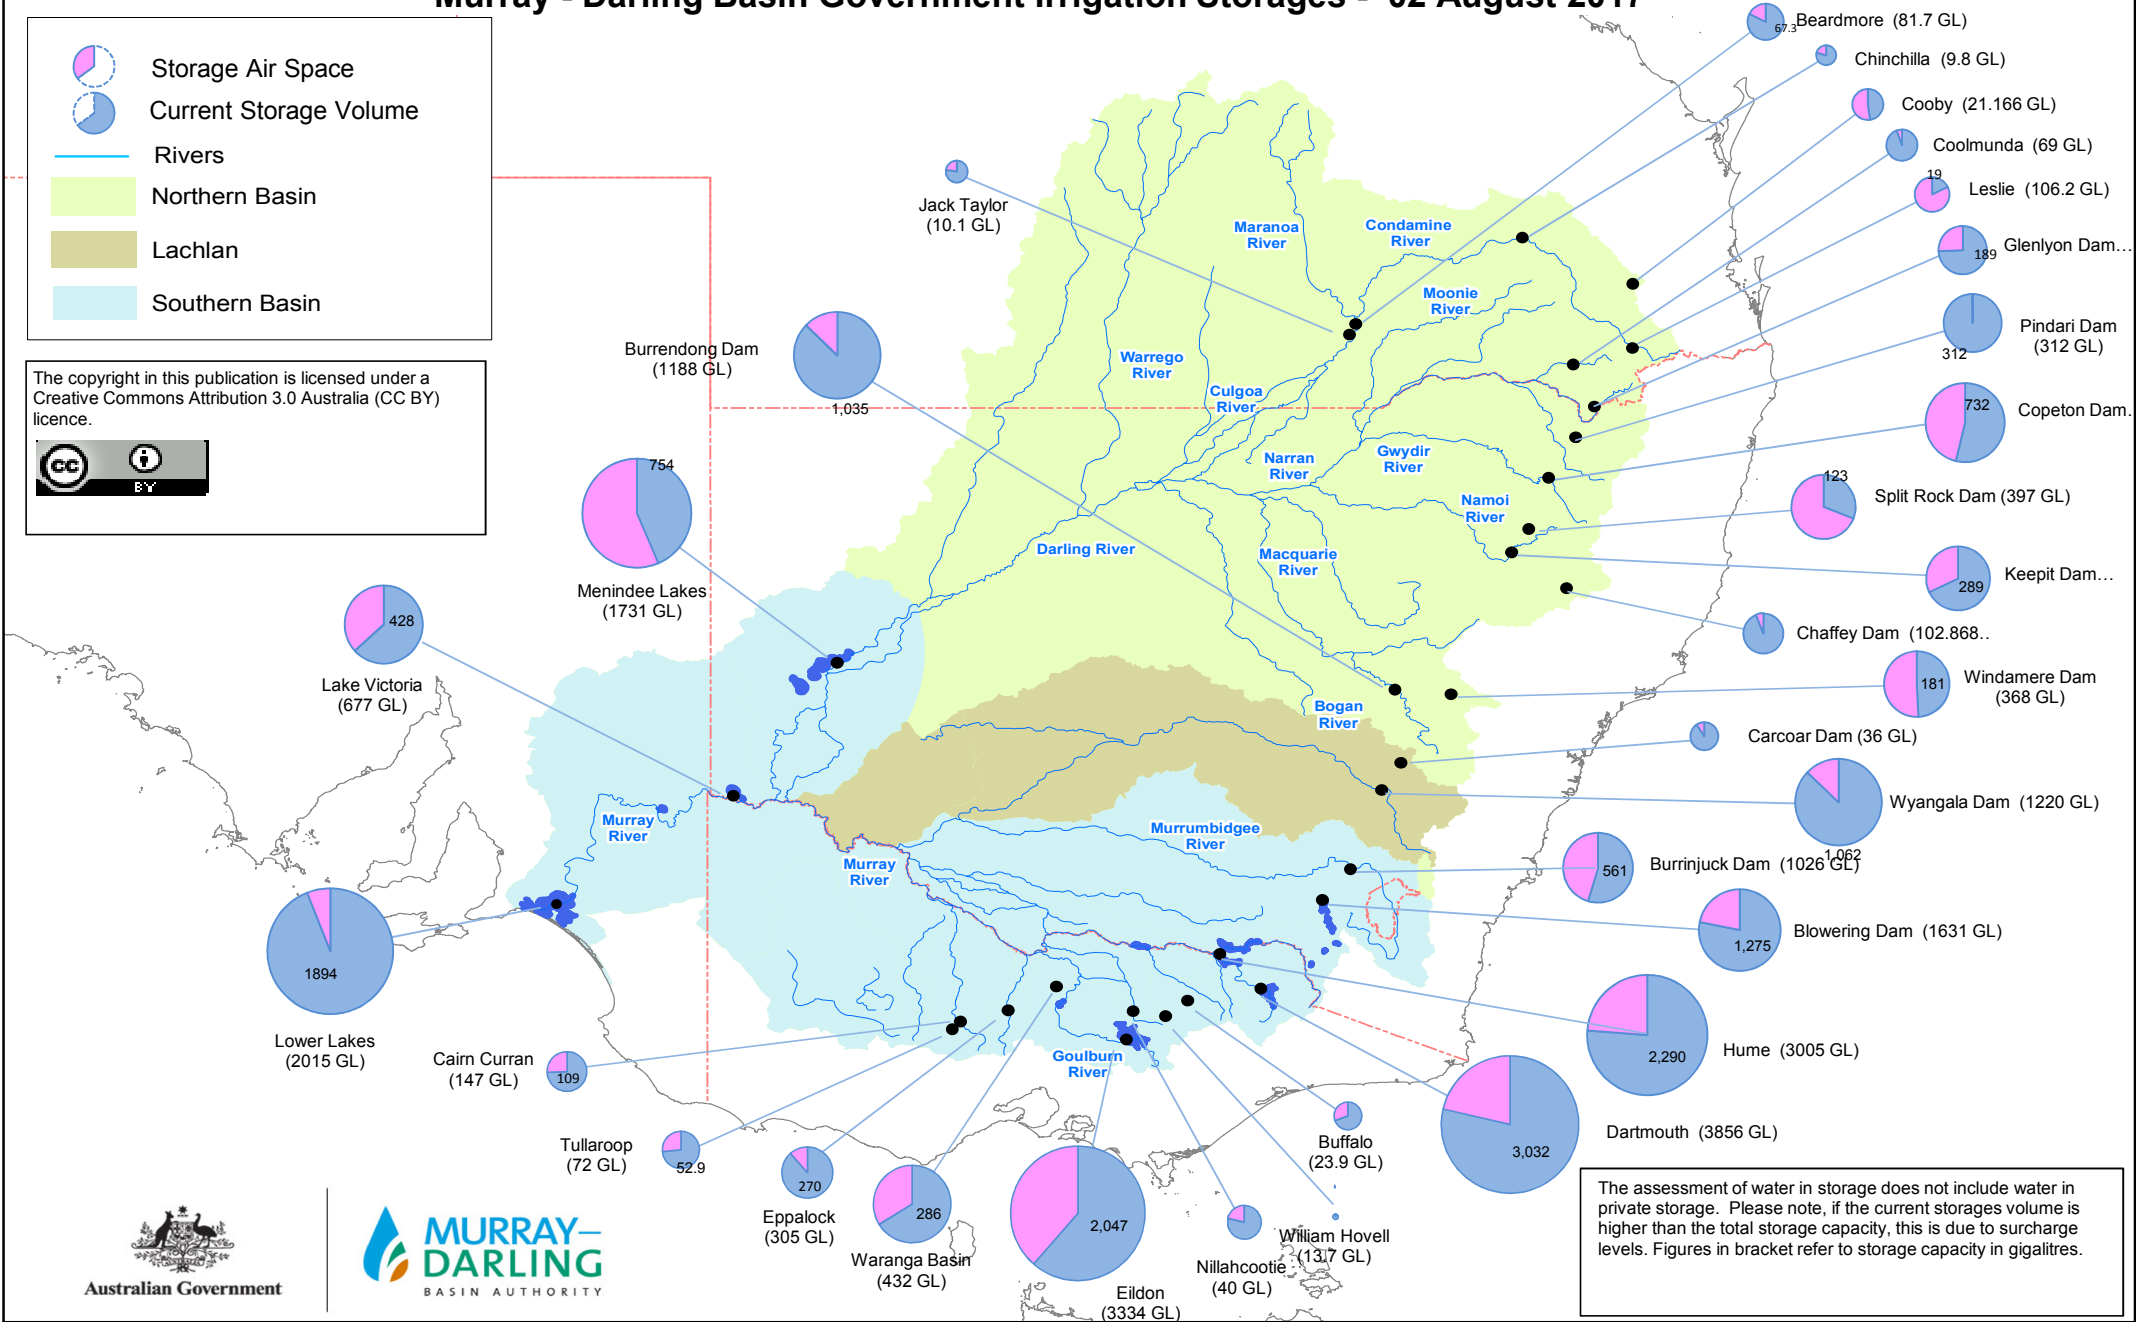 Murray - Darling Basin Government Irrigation Storages - 02 August 2017
Storage Air Space
Current Storage Volume
Rivers
Northern Basin
Lachlan
Southern Basin
The copyright in this publication is licensed under a
Creative Commons Attribution 3.0 Australia (CC BY)
licence.
cc
BY
Beardmore (81.7 GL)
67.3
Chinchilla (9.8 GL)
Cooby (21.166 GL)
Coolmunda (69 GL)
19
Leslie (106.2 GL)
Glenlyon Dam...
189
Pindari Dam
(312 GL)
312
Copeton Dam.
732
123
Split Rock Dam (397 GL)
Keepit Dam...
289
Chaffey Dam (102.868..
Windamere Dam
(368 GL)
181
Carcoar Dam (36 GL)
Wyangala Dam (1220 GL)
1,062
Burrinjuck Dam (1026 GL)
561
Blowering Dam (1631 GL)
1,275
Hume (3005 GL)
2,290
Dartmouth (3856 GL)
3,032
Jack Taylor
(10.1 GL)
Burrendong Dam
(1188 GL)
1,035
754
Menindee Lakes
(1731 GL)
428
Lake Victoria
(677 GL)
1894
Lower Lakes
(2015 GL)
Cairn Curran
(147 GL)
109
Tullaroop
(72 GL)
52.9
270
Eppalock
(305 GL)
286
Waranga Basin
(432 GL)
2,047
Eildon
(3334 GL)
Nillahcootie
(40 GL)
William Hovell
(13.7 GL)
Buffalo
(23.9 GL)
Maranoa
River
Condamine
River
Moonie
River
Warrego
River
Culgoa
River
Narran
River
Gwydir
River
Namoi
River
Darling River
Macquarie
River
Bogan
River
Murray
River
Murray
River
Murrumbidgee
River
Goulburn
River
The assessment of water in storage does not include water in
private storage. Please note, if the current storages volume is
higher than the total storage capacity, this is due to surcharge
levels. Figures in bracket refer to storage capacity in gigalitres.
Australian Government
MURRAY–
DARLING
BASIN AUTHORITY